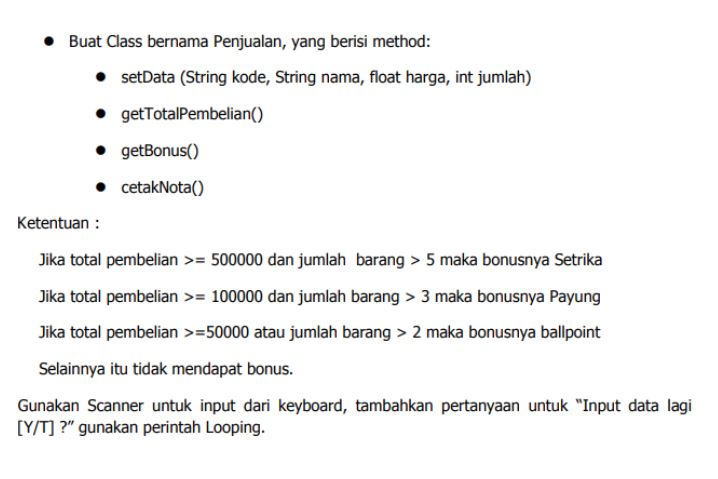 ● Buat Class bernama Penjualan, yang berisi method:
● setData (String kode, String nama, float harga, int jumlah)
● getTotalPembelian()
● getBonus()
● cetakNota()
Ketentuan :
Jika total pembelian >= 500000 dan jumlah barang > 5 maka bonusnya Setrika
Jika total pembelian >= 100000 dan jumlah barang > 3 maka bonusnya Payung
Jika total pembelian >=50000 atau jumlah barang > 2 maka bonusnya ballpoint
Selainnya itu tidak mendapat bonus.
Gunakan Scanner untuk input dari keyboard, tambahkan pertanyaan untuk “Input data lagi
[Y/T] ?” gunakan perintah Looping.